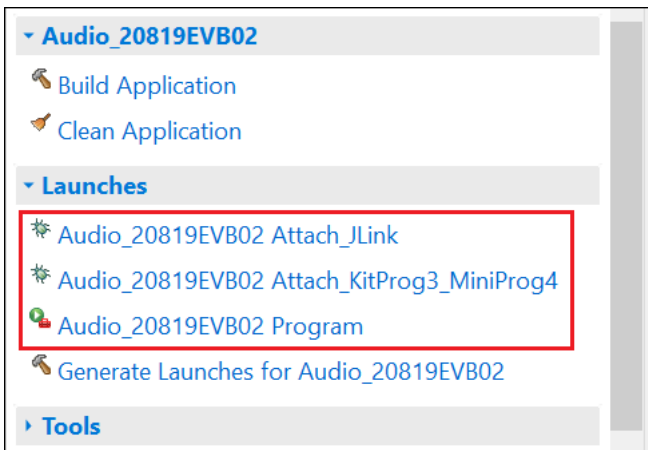 Audio_20819EVB02
Build Application
Clean Application
Launches
Audio_20819EVB02 Attach_JLink
Audio_20819EVB02 Attach_KitProg3_MiniProg4
Audio_20819EVB02 Program
Generate Launches for Audio_20819EVB02
Tools